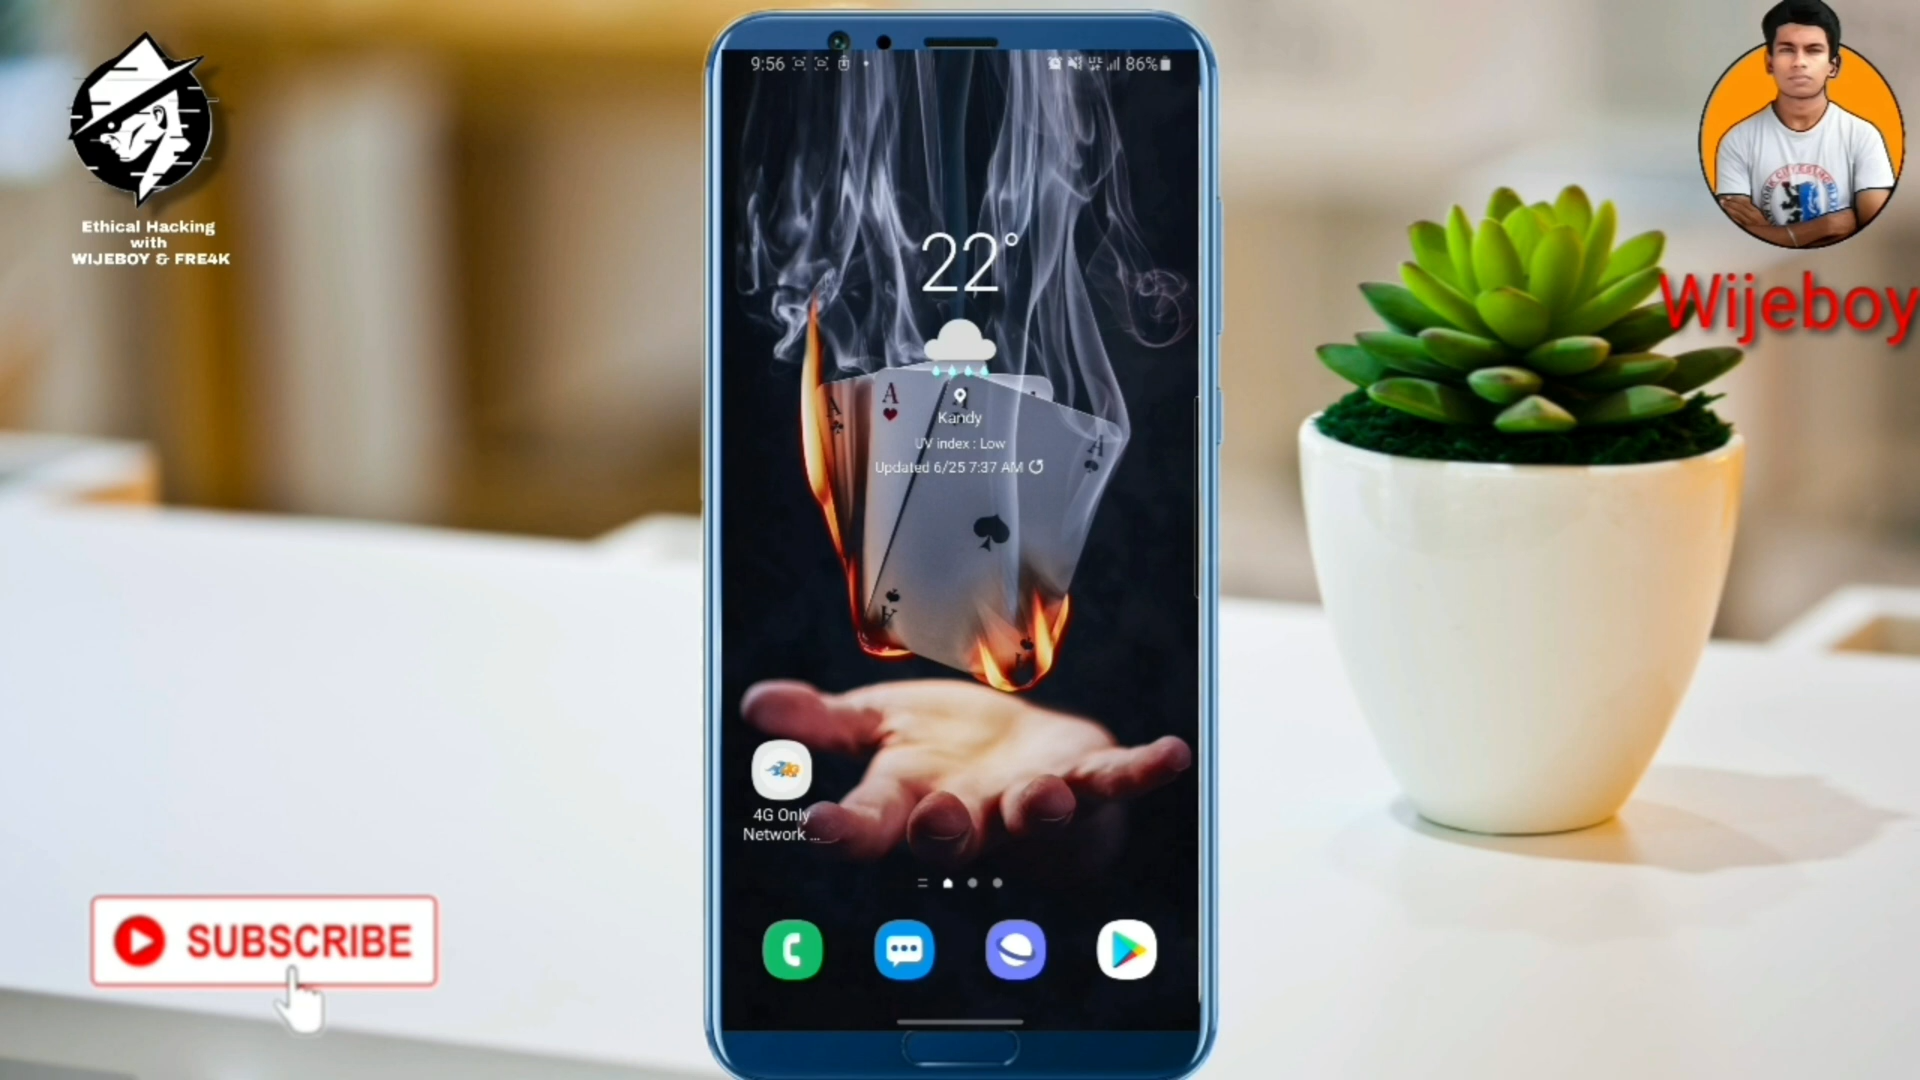 9:56
86%
Ethical Hacking
with
WIJEBOY & FRE4K
Wijeboy
22°
Kandy
UV index : Low
Updated 6/25 7:37 AM
4G Only
Network ...
SUBSCRIBE